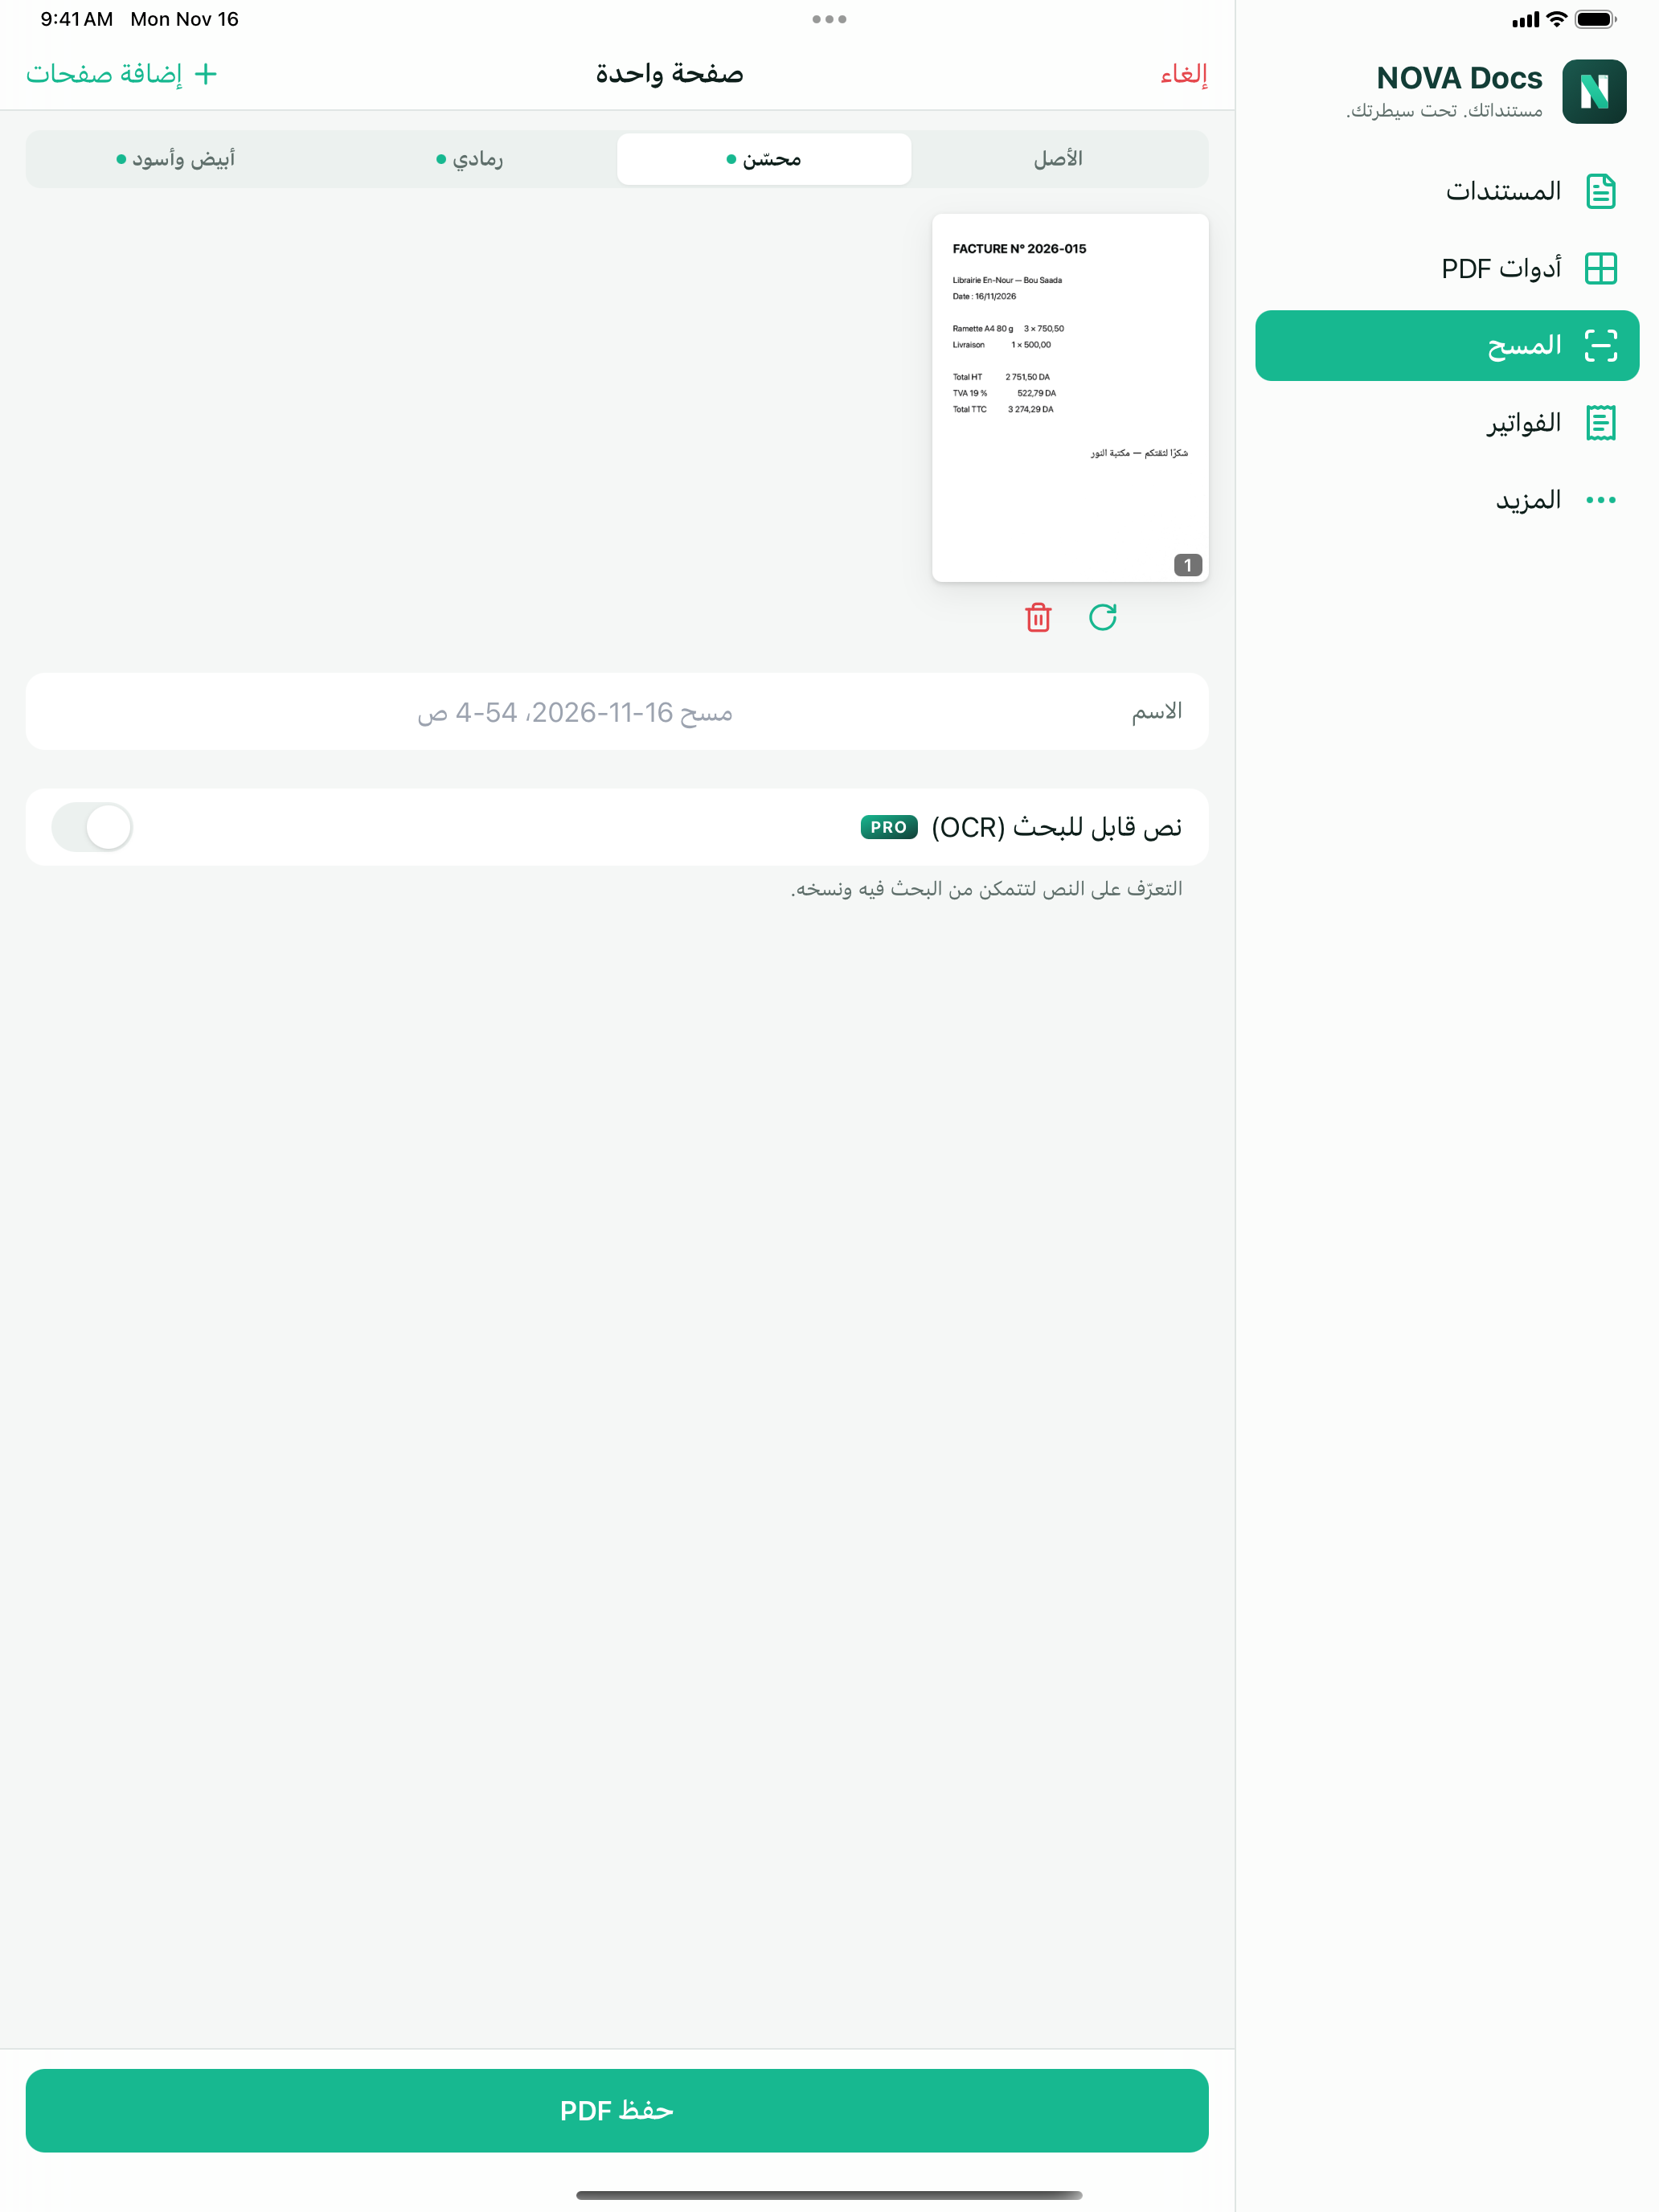 9:41 AM Mon Nov 16
NOVA Docs
مستنداتك. تحت سيطرتك.
المستندات
أدوات PDF
المسح
الفواتير
المزيد
إلغاء
صفحة واحدة
إضافة صفحات
الأصل
محسّن
رمادي
أبيض وأسود
FACTURE N° 2026-015
Librairie En-Nour — Bou Saada
Date : 16/11/2026
Ramette A4 80 g 3 × 750,50
Livraison 1 × 500,00
Total HT 2 751,50 DA
TVA 19 % 522,79 DA
Total TTC 3 274,29 DA
شكرًا لثقتكم — مكتبة النور
1
الاسم
مسح 16-11-2026، 54-4 ص
نص قابل للبحث (OCR) PRO
التعرّف على النص لتتمكن من البحث فيه ونسخه.
حفظ PDF